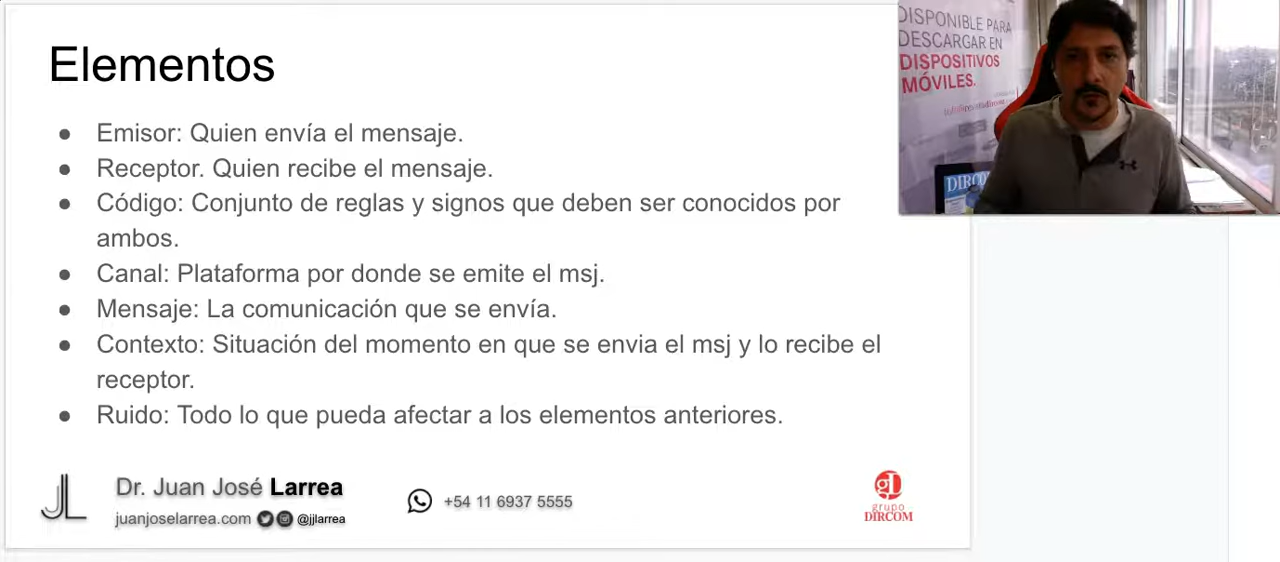 Elementos
● Emisor: Quien envía el mensaje.
● Receptor. Quien recibe el mensaje.
● Código: Conjunto de reglas y signos que deben ser conocidos por
ambos.
● Canal: Plataforma por donde se emite el msj.
● Mensaje: La comunicación que se envía.
● Contexto: Situación del momento en que se envia el msj y lo recibe el
receptor.
● Ruido: Todo lo que pueda afectar a los elementos anteriores.
JL
Dr. Juan José Larrea
juanjoselarrea.com @jjlarrea
+54 11 6937 5555
gD
grupo
DIRCOM
DISPONIBLE PARA
DESCARGAR EN
DISPOSITIVOS
MÓVILES.
DIRCO